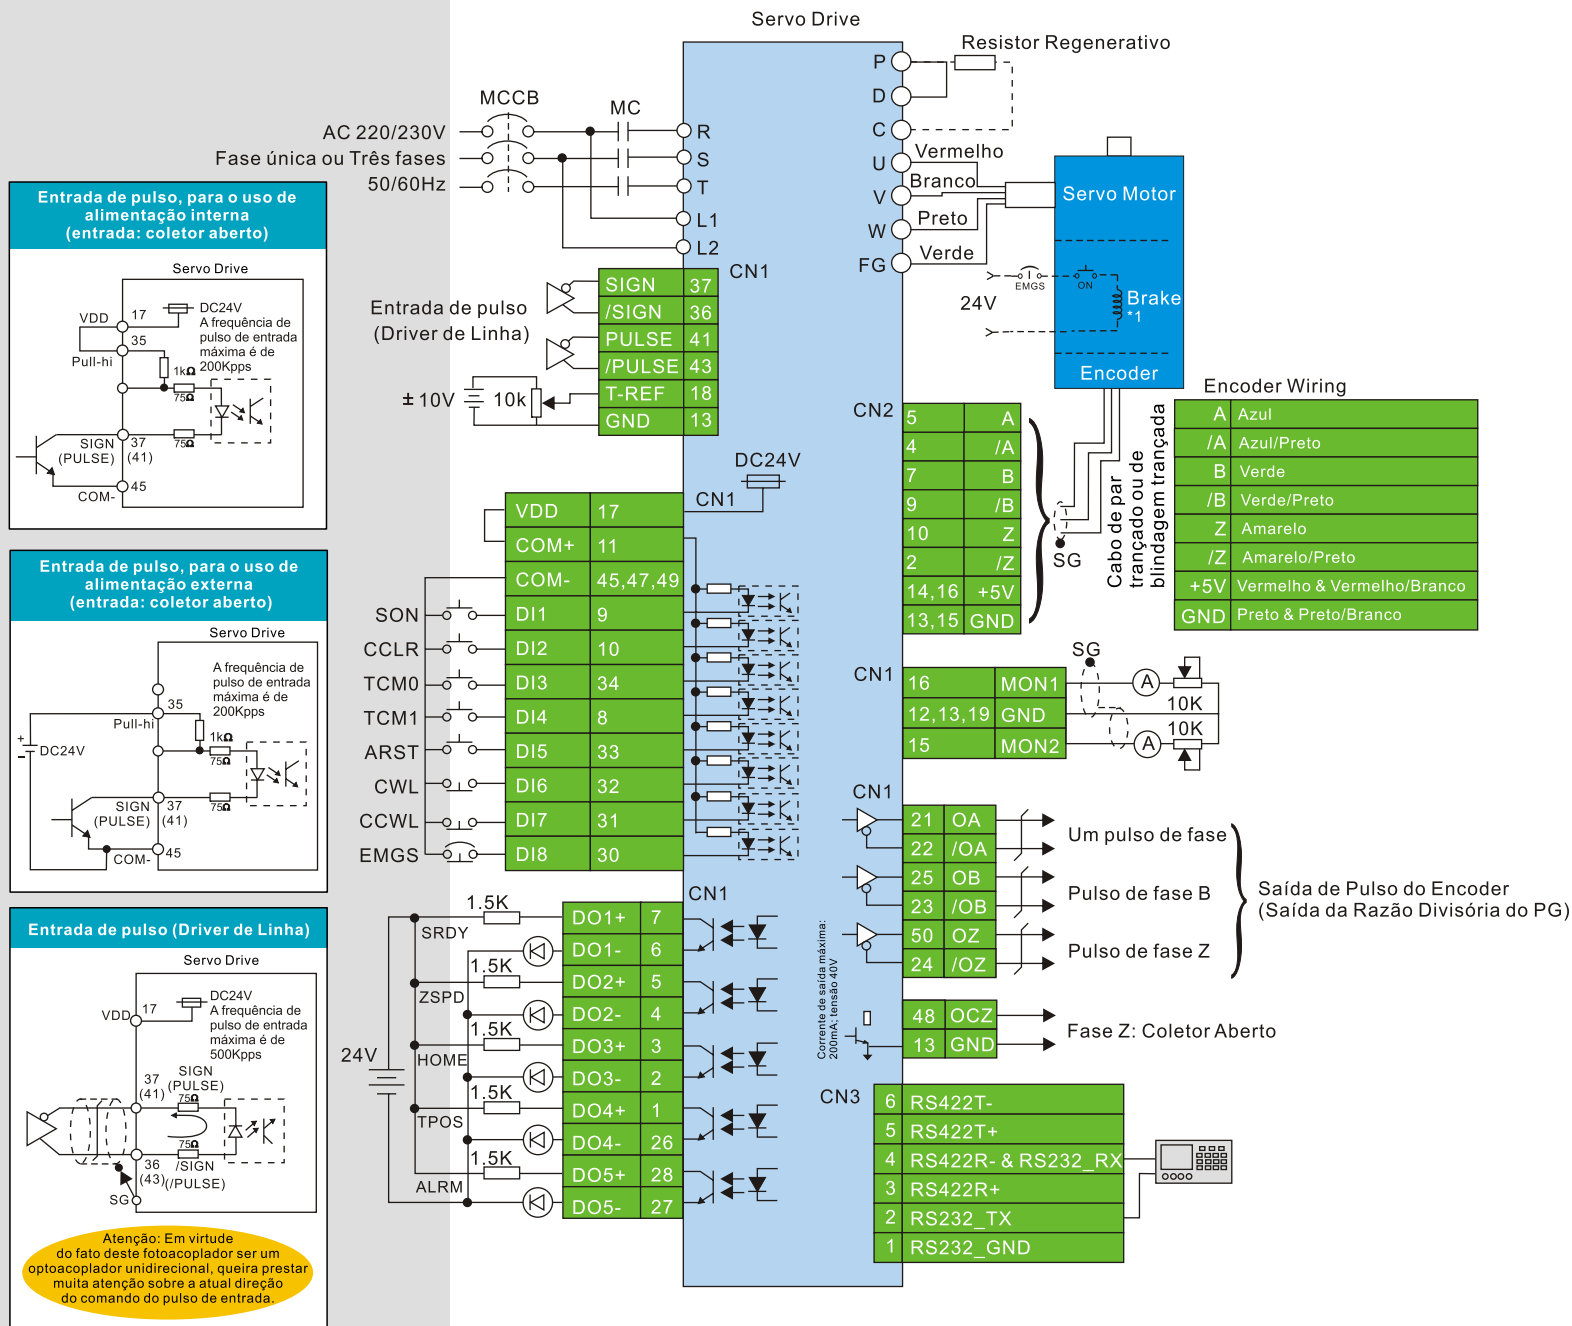 Servo Drive
Resistor Regenerativo
P
D
C
U
V
W
FG
Vermelho
Branco
Preto
Verde
MCCB
MC
AC 220/230V
Fase única ou Três fases
50/60Hz
R
S
T
L1
L2
Servo Motor
24V
EMGS
ON
Brake
*1
Encoder
Entrada de pulso, para o uso de
alimentação interna
(entrada: coletor aberto)
Servo Drive
VDD
17
DC24V
A frequência de
pulso de entrada
máxima é de
200Kpps
35
Pull-hi
1kΩ
75Ω
SIGN
(PULSE)
37
(41)
75Ω
COM-
45
Entrada de pulso, para o uso de
alimentação externa
(entrada: coletor aberto)
Servo Drive
A frequência de
pulso de entrada
máxima é de
200Kpps
35
Pull-hi
+
-
DC24V
1kΩ
75Ω
SIGN
(PULSE)
37
(41)
75Ω
COM-
45
Entrada de pulso (Driver de Linha)
Servo Drive
VDD
17
DC24V
A frequência de
pulso de entrada
máxima é de
500Kpps
37
(41)
SIGN
(PULSE)
75Ω
75Ω
36
(43)
/SIGN
(/PULSE)
SG
Atenção: Em virtude
do fato deste fotoacoplador ser um
optoacoplador unidirecional, queira prestar
muita atenção sobre a atual direção
do comando do pulso de entrada.
CN1
Entrada de pulso
(Driver de Linha)
SIGN 37
/SIGN 36
PULSE 41
/PULSE 43
T-REF 18
GND 13
± 10V
10k
DC24V
CN1
VDD 17
COM+ 11
COM- 45,47,49
SON DI1 9
CCLR DI2 10
TCM0 DI3 34
TCM1 DI4 8
ARST DI5 33
CWL DI6 32
CCWL DI7 31
EMGS DI8 30
CN1
24V
1.5K
SRDY
DO1+ 7
DO1- 6
1.5K
ZSPD
DO2+ 5
DO2- 4
1.5K
HOME
DO3+ 3
DO3- 2
1.5K
TPOS
DO4+ 1
DO4- 26
1.5K
ALRM
DO5+ 28
DO5- 27
CN2
5 A
4 /A
7 B
9 /B
10 Z
2 /Z
14,16 +5V
13,15 GND
SG
Cabo de par
trançado ou de
blindagem trançada
Encoder Wiring
A Azul
/A Azul/Preto
B Verde
/B Verde/Preto
Z Amarelo
/Z Amarelo/Preto
+5V Vermelho & Vermelho/Branco
GND Preto & Preto/Branco
CN1
16 MON1
12,13,19 GND
15 MON2
SG
A
10K
10K
A
CN1
21 OA
22 /OA
25 OB
23 /OB
50 OZ
24 /OZ
Um pulso de fase
Pulso de fase B
Pulso de fase Z
Saída de Pulso do Encoder
(Saída da Razão Divisória do PG)
Corrente de saída máxima:
200mA; tensão 40V
48 OCZ
13 GND
Fase Z: Coletor Aberto
CN3
6 RS422T-
5 RS422T+
4 RS422R- & RS232_RX
3 RS422R+
2 RS232_TX
1 RS232_GND